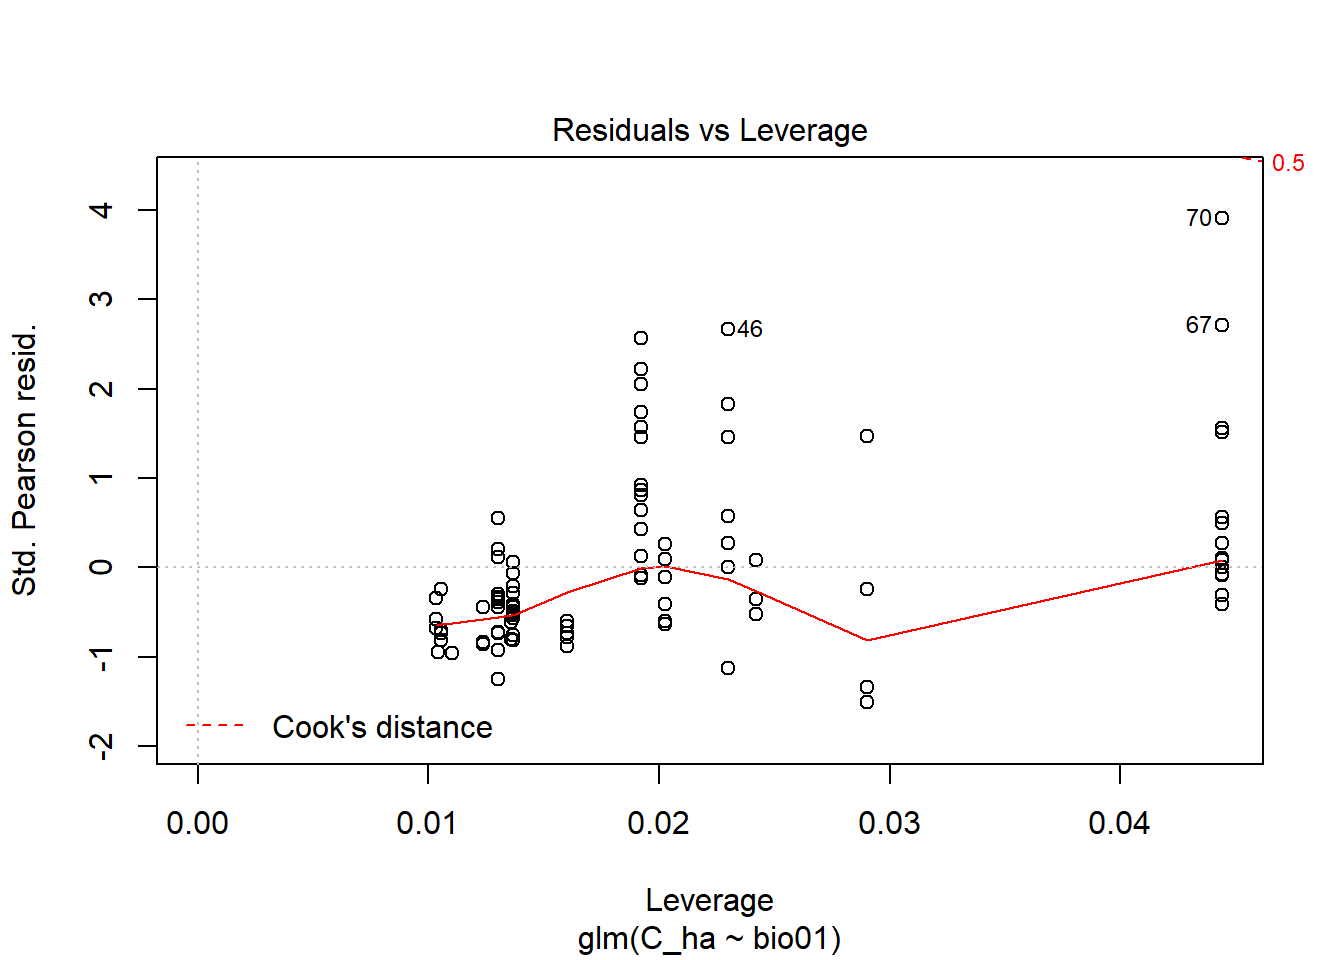 Residuals vs Leverage
0.5
4
70
3
67
46
2
1
0
-1
-2
Std. Pearson resid.
Cook's distance
0.00 0.01 0.02 0.03 0.04
Leverage
glm(C_ha ~ bio01)